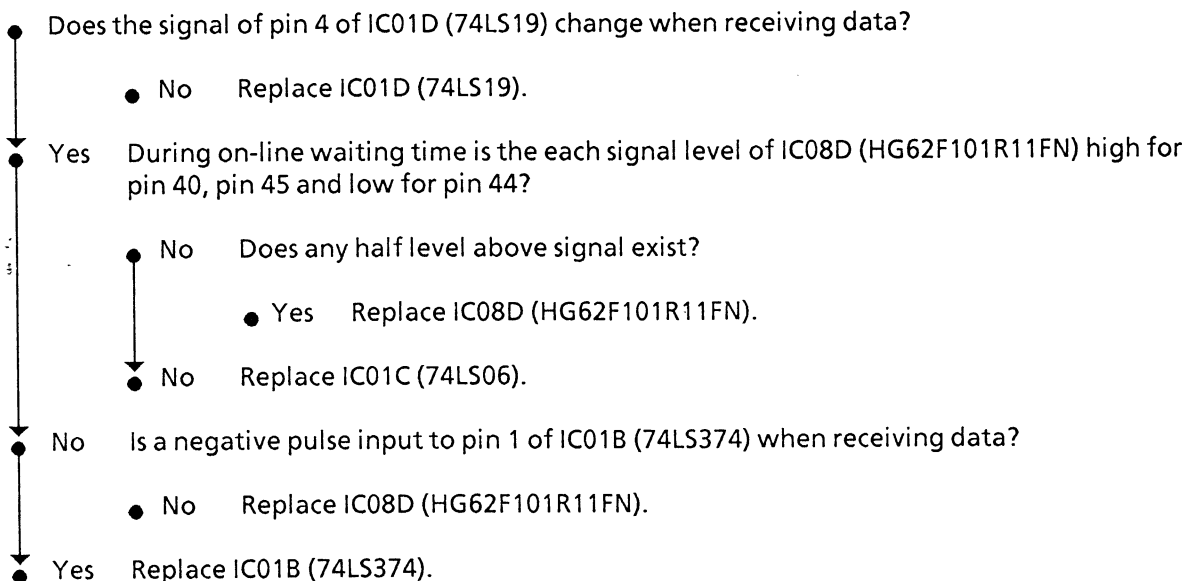 Does the signal of pin 4 of IC01D (74LS19) change when receiving data?
No Replace IC01D (74LS19).
Yes During on-line waiting time is the each signal level of IC08D (HG62F101R11FN) high for
pin 40, pin 45 and low for pin 44?
No Does any half level above signal exist?
Yes Replace IC08D (HG62F101R11FN).
No Replace IC01C (74LS06).
No Is a negative pulse input to pin 1 of IC01B (74LS374) when receiving data?
No Replace IC08D (HG62F101R11FN).
Yes Replace IC01B (74LS374).